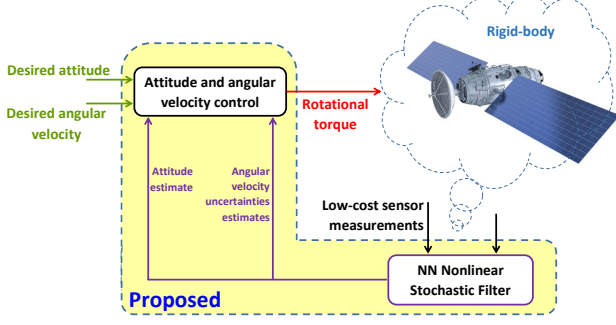 Rigid-body
Desired attitude
Attitude and angular
velocity control
Desired angular
velocity
Rotational
torque
Attitude
estimate
Angular
velocity
uncertainties
estimates
Low-cost sensor
measurements
NN Nonlinear
Stochastic Filter
Proposed